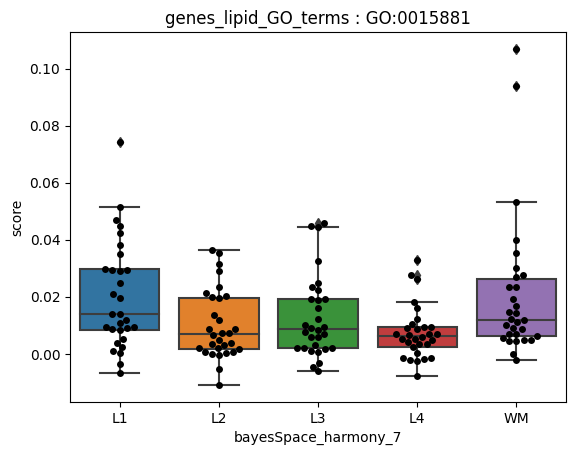 genes_lipid_GO_terms : GO:0015881
score
0.10
0.08
0.06
0.04
0.02
0.00
L1 L2 L3 L4 WM
bayesSpace_harmony_7